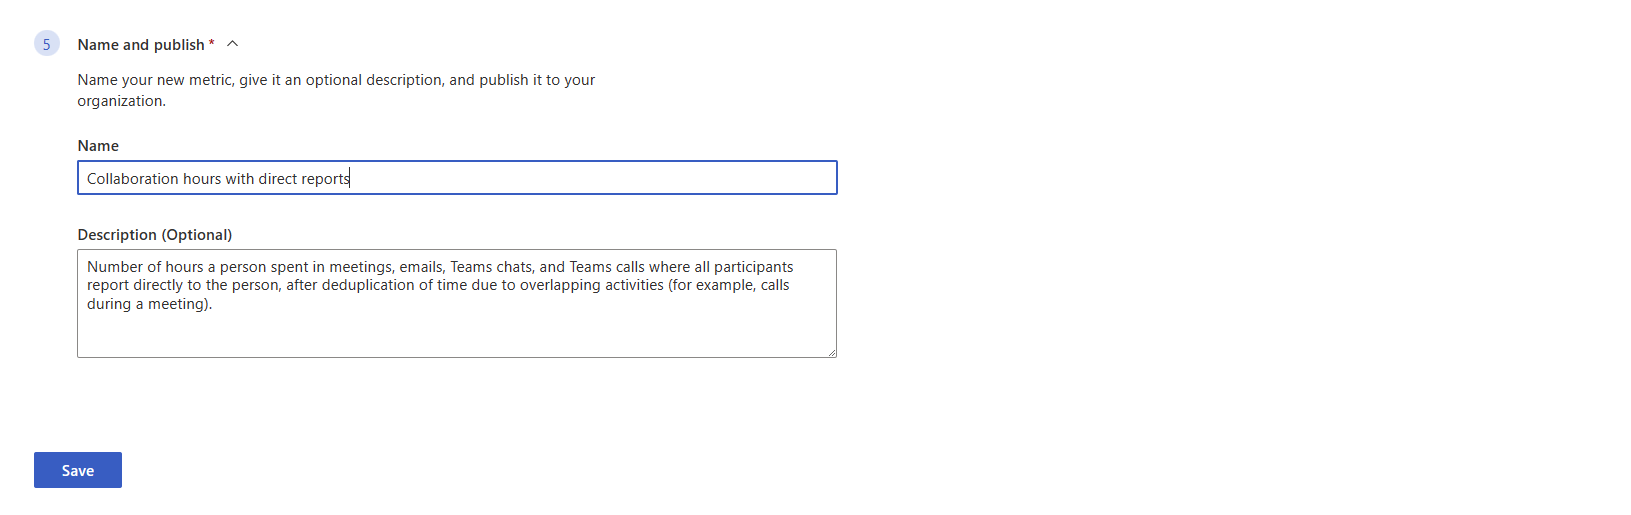 5 Name and publish *
Name your new metric, give it an optional description, and publish it to your
organization.
Name
Collaboration hours with direct reports
Description (Optional)
Number of hours a person spent in meetings, emails, Teams chats, and Teams calls where all participants
report directly to the person, after deduplication of time due to overlapping activities (for example, calls
during a meeting).
Save